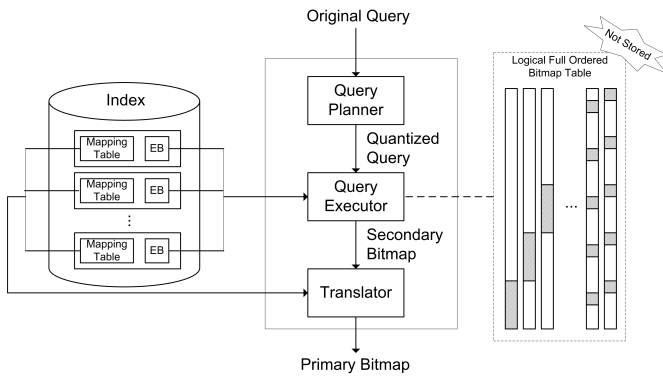 Original Query
Not Stored
Logical Full Ordered
Bitmap Table
Index
Query
Planner
Mapping
Table
EB
Quantized
Query
Mapping
Table
EB
Query
Executor
...
...
Mapping
Table
EB
Secondary
Bitmap
Translator
Primary Bitmap